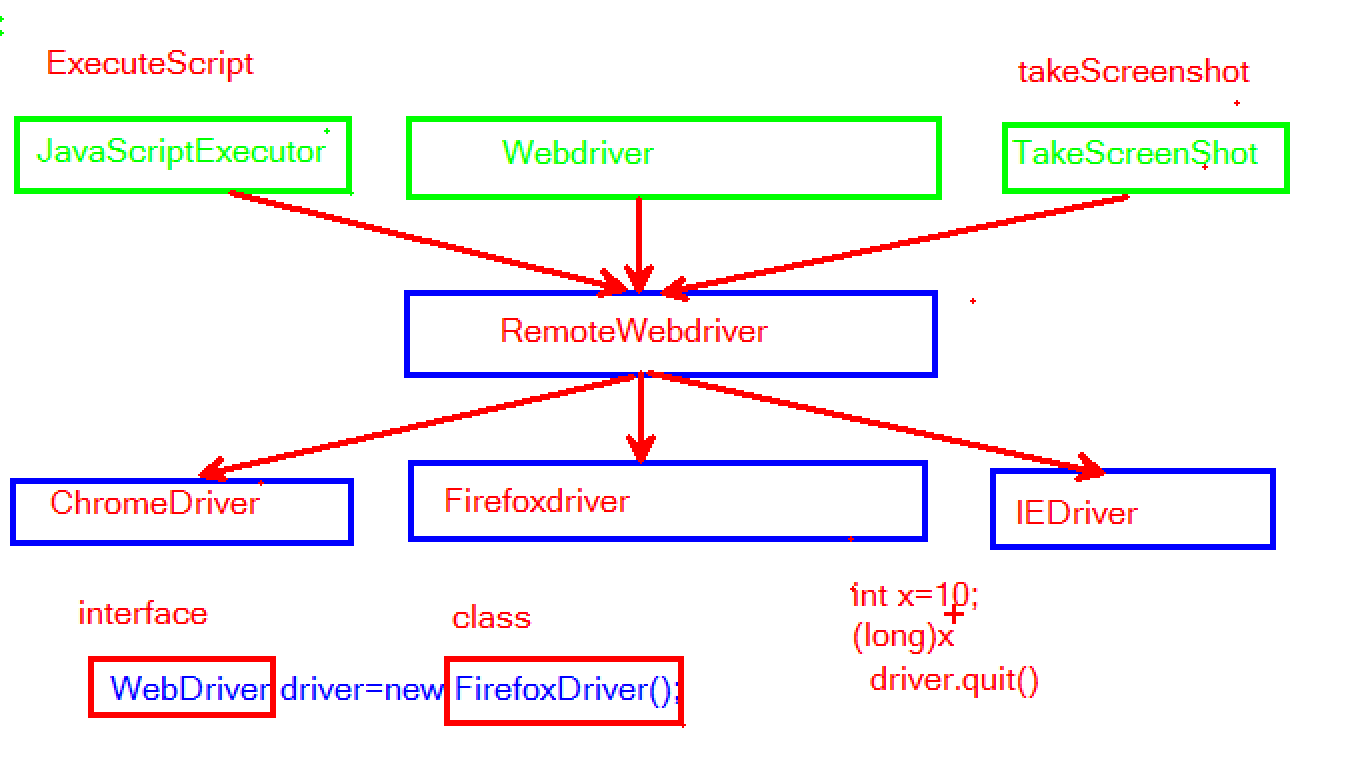 ExecuteScript
takeScreenshot
JavaScriptExecutor
Webdriver
TakeScreenShot
RemoteWebdriver
ChromeDriver
Firefoxdriver
IEDriver
interface
class
WebDriver driver=new FirefoxDriver();
int x=10;
(long)x
driver.quit()